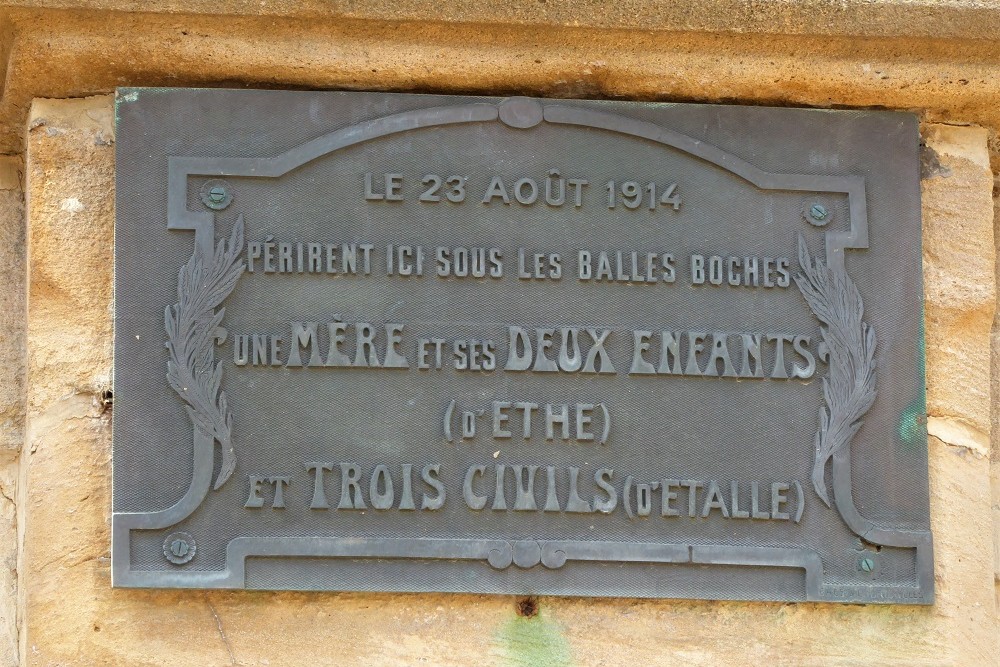 LE 23 AOÛT 1914
PÉRIRENT ICI SOUS LES BALLES BOCHES
UNE MÈRE ET SES DEUX ENFANTS
(D'ETHE)
ET TROIS CIVILS (D'ETALLE)